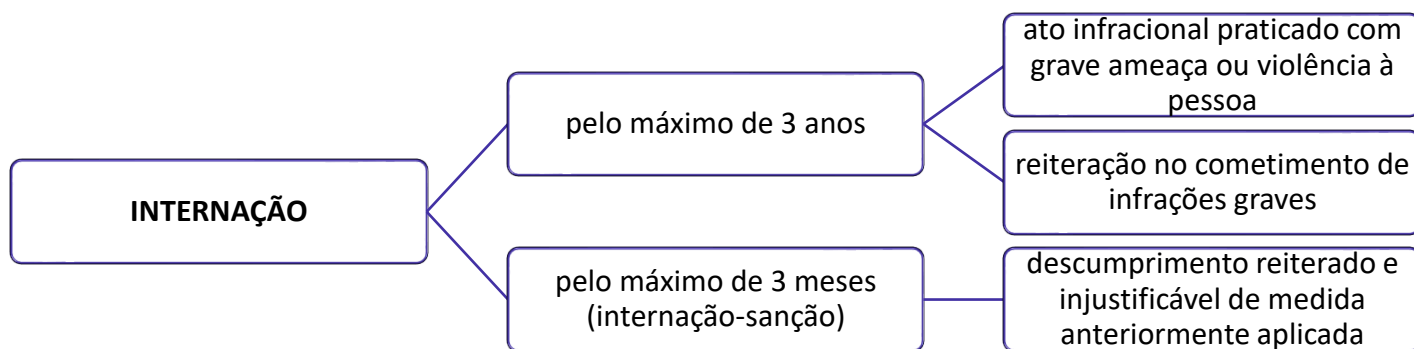 INTERNAÇÃO
pelo máximo de 3 anos
ato infracional praticado com
grave ameaça ou violência à
pessoa
reiteração no cometimento de
infrações graves
pelo máximo de 3 meses
(internação-sanção)
descumprimento reiterado e
injustificável de medida
anteriormente aplicada